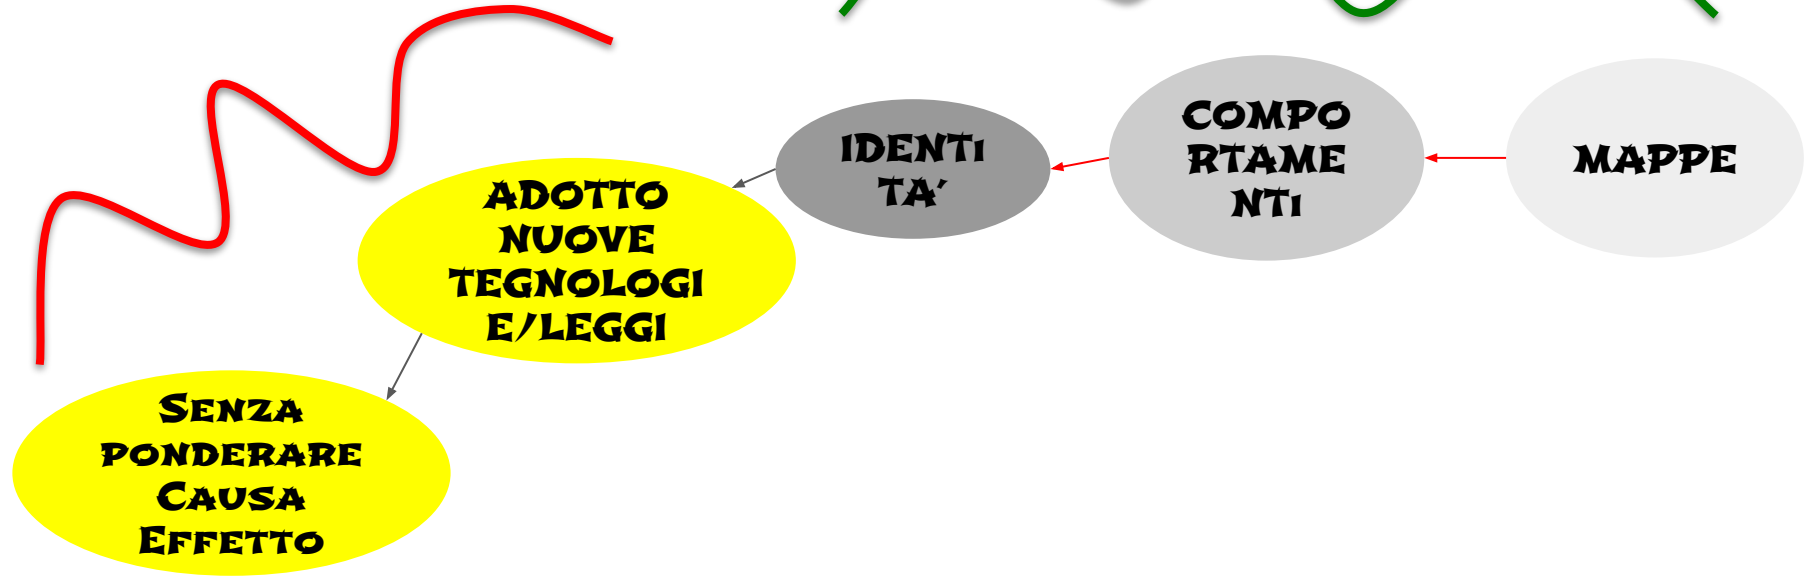 COMPO
RTAME
NTI
IDENTI
TA'
MAPPE
ADOTTO
NUOVE
TEGNOLOGI
E/LEGGI
SENZA
PONDERARE
CAUSA
EFFETTO